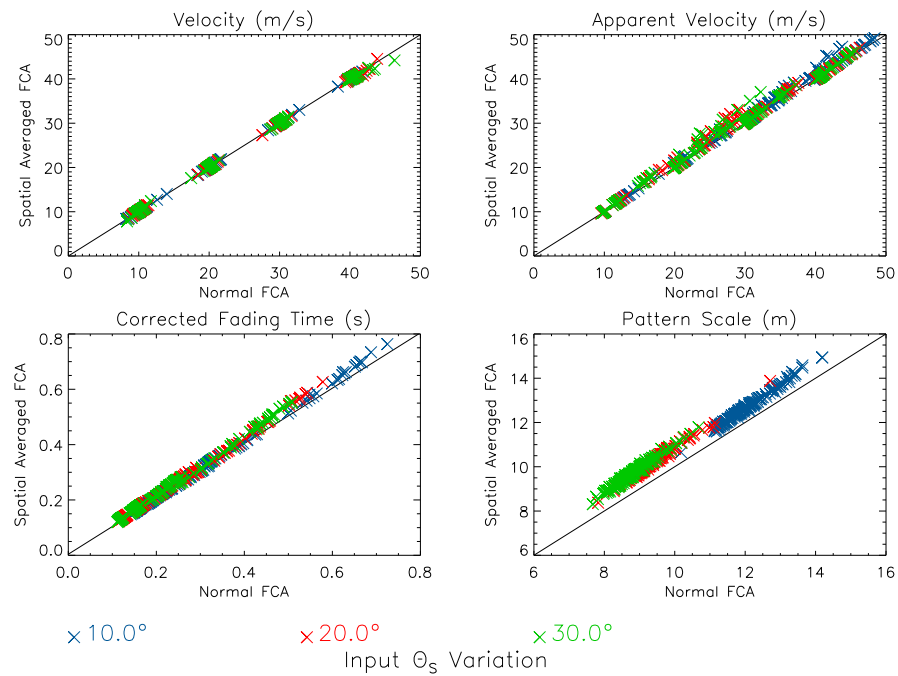 Velocity (m/s)
Apparent Velocity (m/s)
50
40
30
20
10
0
Spatial Averaged FCA
0 10 20 30 40 50
Normal FCA
50
40
30
20
10
0
Spatial Averaged FCA
0 10 20 30 40 50
Normal FCA
Corrected Fading Time (s)
Pattern Scale (m)
0.8
0.6
0.4
0.2
0.0
Spatial Averaged FCA
0.0 0.2 0.4 0.6 0.8
Normal FCA
16
14
12
10
8
6
Spatial Averaged FCA
6 8 10 12 14 16
Normal FCA
× 10.0° × 20.0° × 30.0°
Input Θs Variation